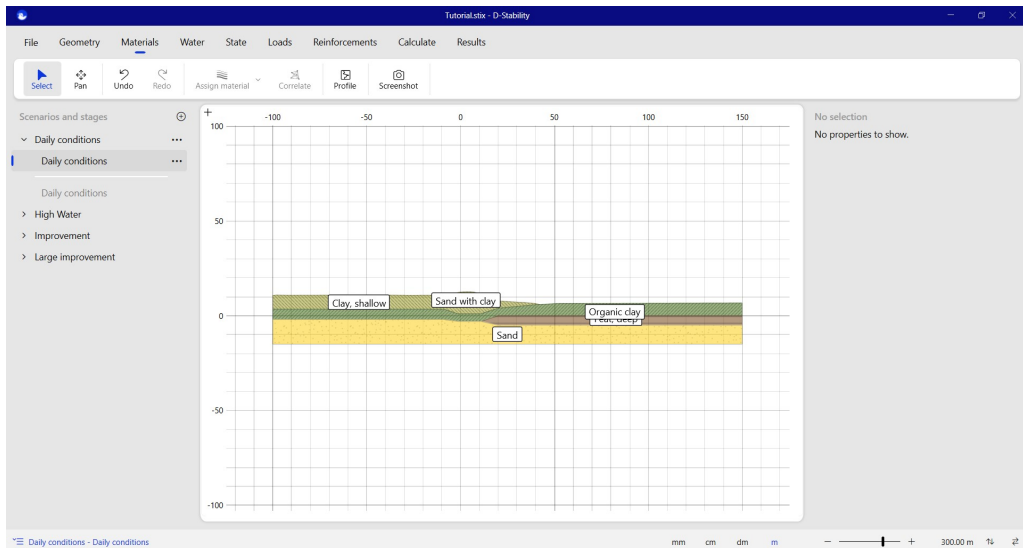 Tutorial.stix - D-Stability
File Geometry Materials Water State Loads Reinforcements Calculate Results
Select Pan Undo Redo Assign material Correlate Profile Screenshot
Scenarios and stages
Daily conditions
Daily conditions
Daily conditions
High Water
Improvement
Large improvement
-100 -50 0 50 100 150
100
50
0
-50
-100
Clay, shallow
Sand with clay
Organic clay
Peat, deep
Sand
No selection
No properties to show.
Daily conditions - Daily conditions
mm cm dm m
300.00 m